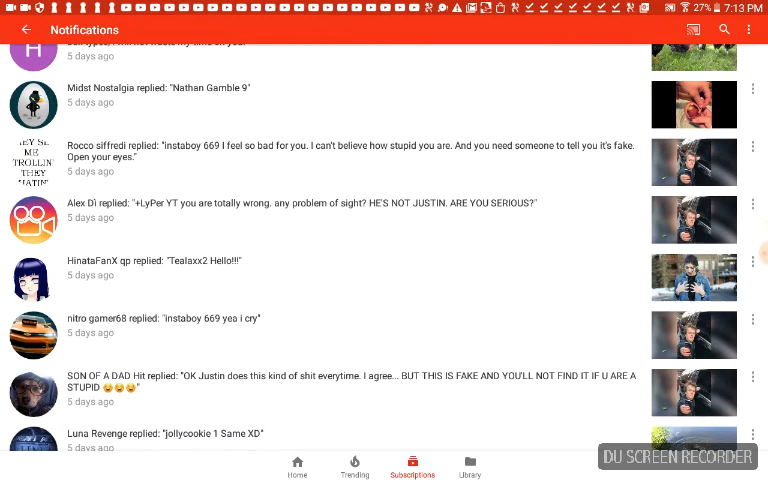 27% 7:13 PM
Notifications
H
5 days ago
Midst Nostalgia replied: "Nathan Gamble 9"
5 days ago
ME
TROLLIN'
THEY
Rocco siffredi replied: "instaboy 669 I feel so bad for you. I can't believe how stupid you are. And you need someone to tell you it's fake.
Open your eyes."
5 days ago
Alex Dì replied: "+LyPer YT you are totally wrong. any problem of sight? HE'S NOT JUSTIN. ARE YOU SERIOUS?"
5 days ago
HinataFanX qp replied: "Tealaxx2 Hello!!!"
5 days ago
nitro gamer68 replied: "instaboy 669 yea i cry"
5 days ago
SON OF A DAD Hit replied: "OK Justin does this kind of shit everytime. I agree... BUT THIS IS FAKE AND YOU'LL NOT FIND IT IF U ARE A
STUPID 😄😄😄"
5 days ago
Luna Revenge replied: "jollycookie 1 Same XD"
5 days ago
DU SCREEN RECORDER
Home Trending Subscriptions Library